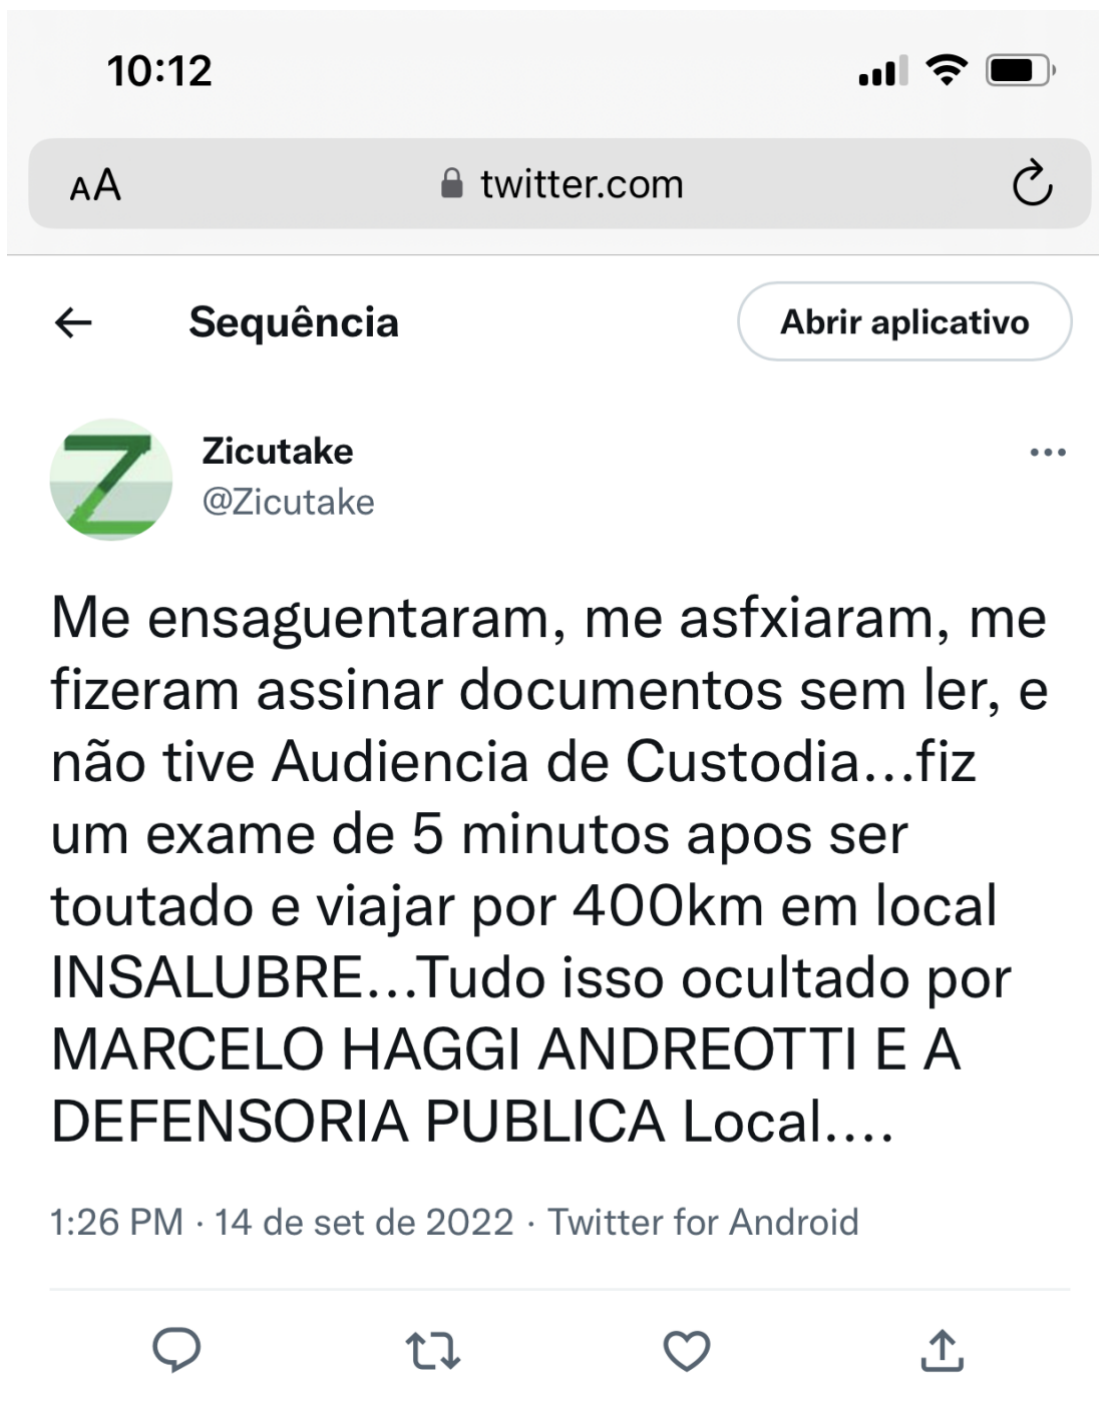 10:12
AA twitter.com
Sequência
Abrir aplicativo
Zicutake
@Zicutake
Me ensaguentaram, me asfxiaram, me
fizeram assinar documentos sem ler, e
não tive Audiencia de Custodia...fiz
um exame de 5 minutos apos ser
toutado e viajar por 400km em local
INSALUBRE...Tudo isso ocultado por
MARCELO HAGGI ANDREOTTI E A
DEFENSORIA PUBLICA Local....
1:26 PM · 14 de set de 2022 · Twitter for Android